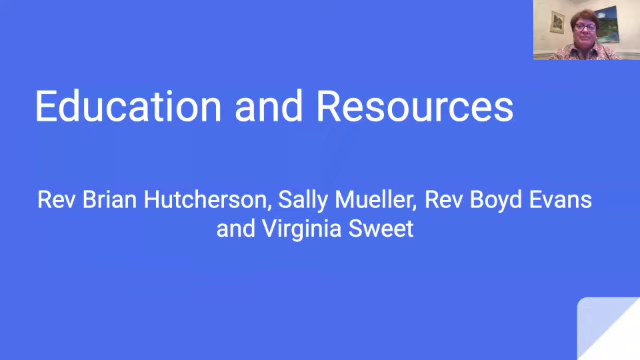 Education and Resources
Rev Brian Hutcherson, Sally Mueller, Rev Boyd Evans
and Virginia Sweet